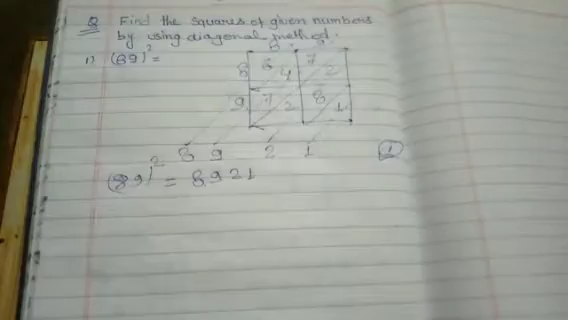 Q Find the squares of given numbers
by using diagonal method.
1) (89)² =
8 9
8 6 4 7 2
9 7 2 8 1
8 9 2 1
1
(89)² = 8921